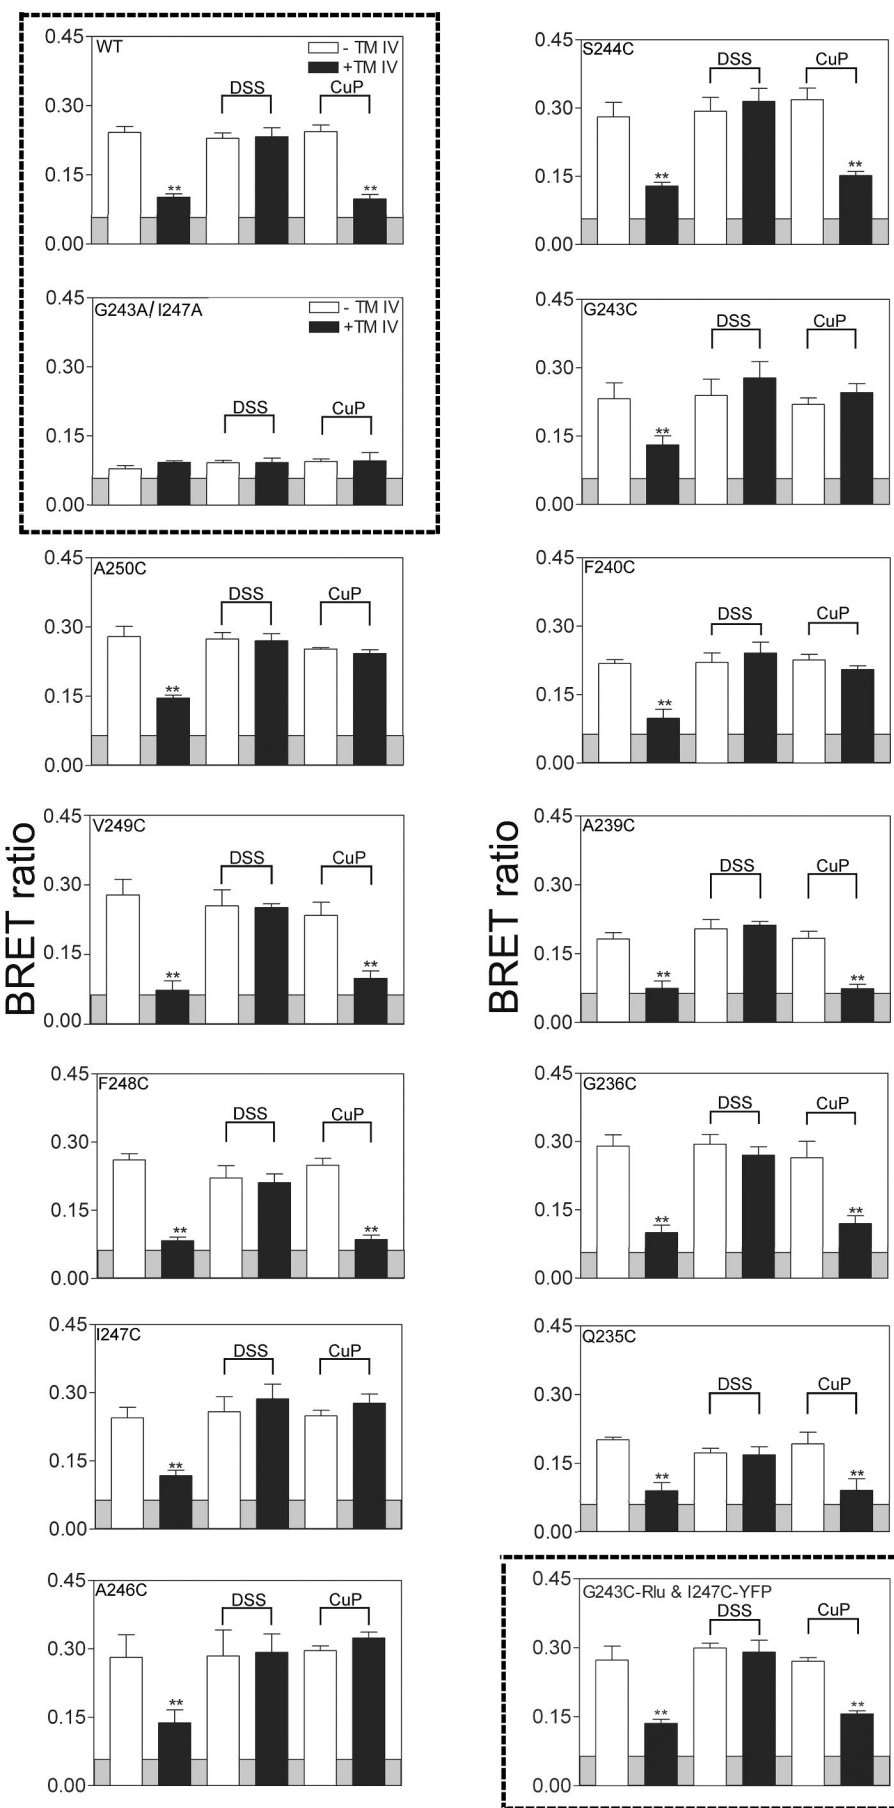 WT
- TM IV
+TM IV
DSS
CuP
**
**
0.45
0.30
0.15
0.00
G243A/I247A
- TM IV
+TM IV
DSS
CuP
0.45
0.30
0.15
0.00
A250C
DSS
CuP
**
0.45
0.30
0.15
0.00
V249C
DSS
CuP
**
**
0.45
0.30
0.15
0.00
BRET ratio
F248C
DSS
CuP
**
**
0.45
0.30
0.15
0.00
I247C
DSS
CuP
**
0.45
0.30
0.15
0.00
A246C
DSS
CuP
**
0.45
0.30
0.15
0.00
S244C
DSS
CuP
**
**
0.45
0.30
0.15
0.00
G243C
DSS
CuP
**
0.45
0.30
0.15
0.00
F240C
DSS
CuP
**
0.45
0.30
0.15
0.00
A239C
DSS
CuP
**
**
0.45
0.30
0.15
0.00
BRET ratio
G236C
DSS
CuP
**
**
0.45
0.30
0.15
0.00
Q235C
DSS
CuP
**
**
0.45
0.30
0.15
0.00
G243C-Rlu & I247C-YFP
DSS
CuP
**
**
0.45
0.30
0.15
0.00